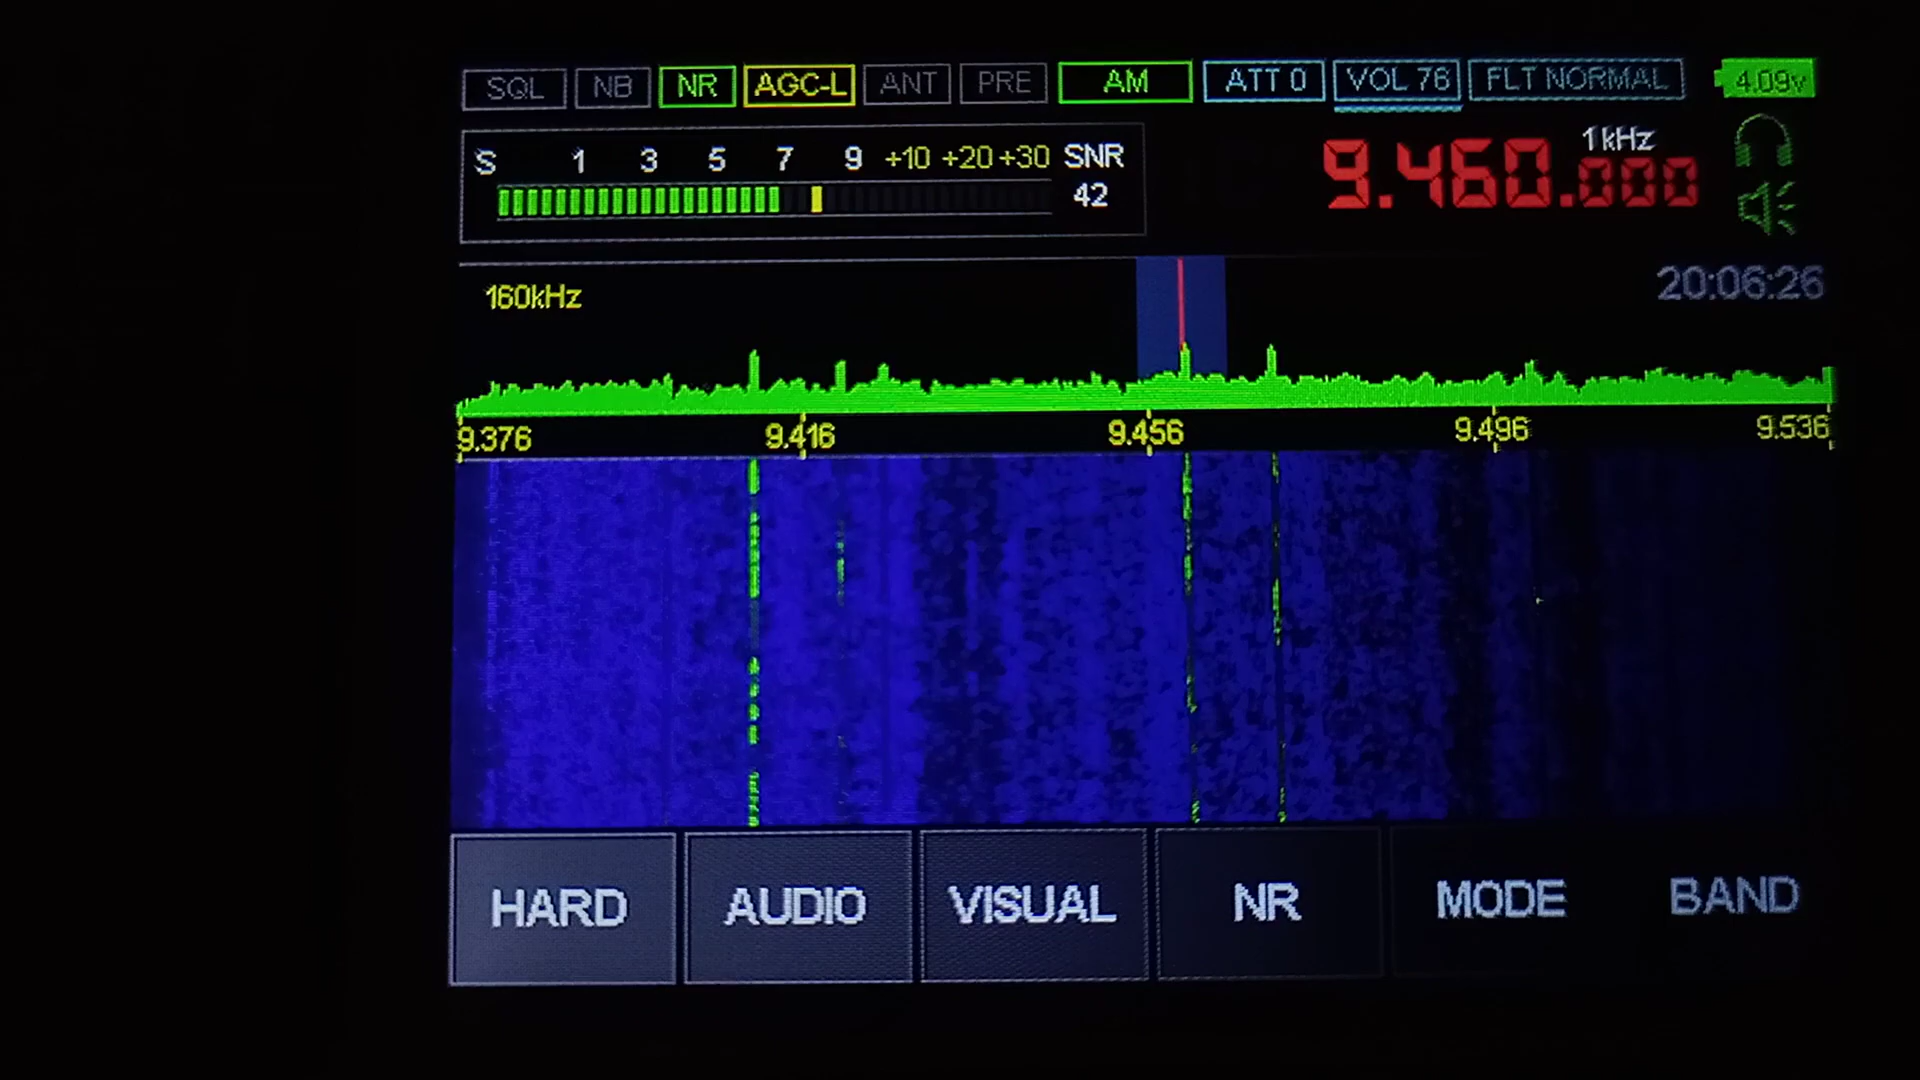 SQL NB NR AGC-L ANT PRE AM ATT 0 VOL 76 FLT NORMAL 4.09v
S 1 3 5 7 9 +10 +20 +30 SNR
42
1kHz
9.460.000
160kHz
20:06:26
9.376 9.416 9.456 9.496 9.536
HARD AUDIO VISUAL NR MODE BAND